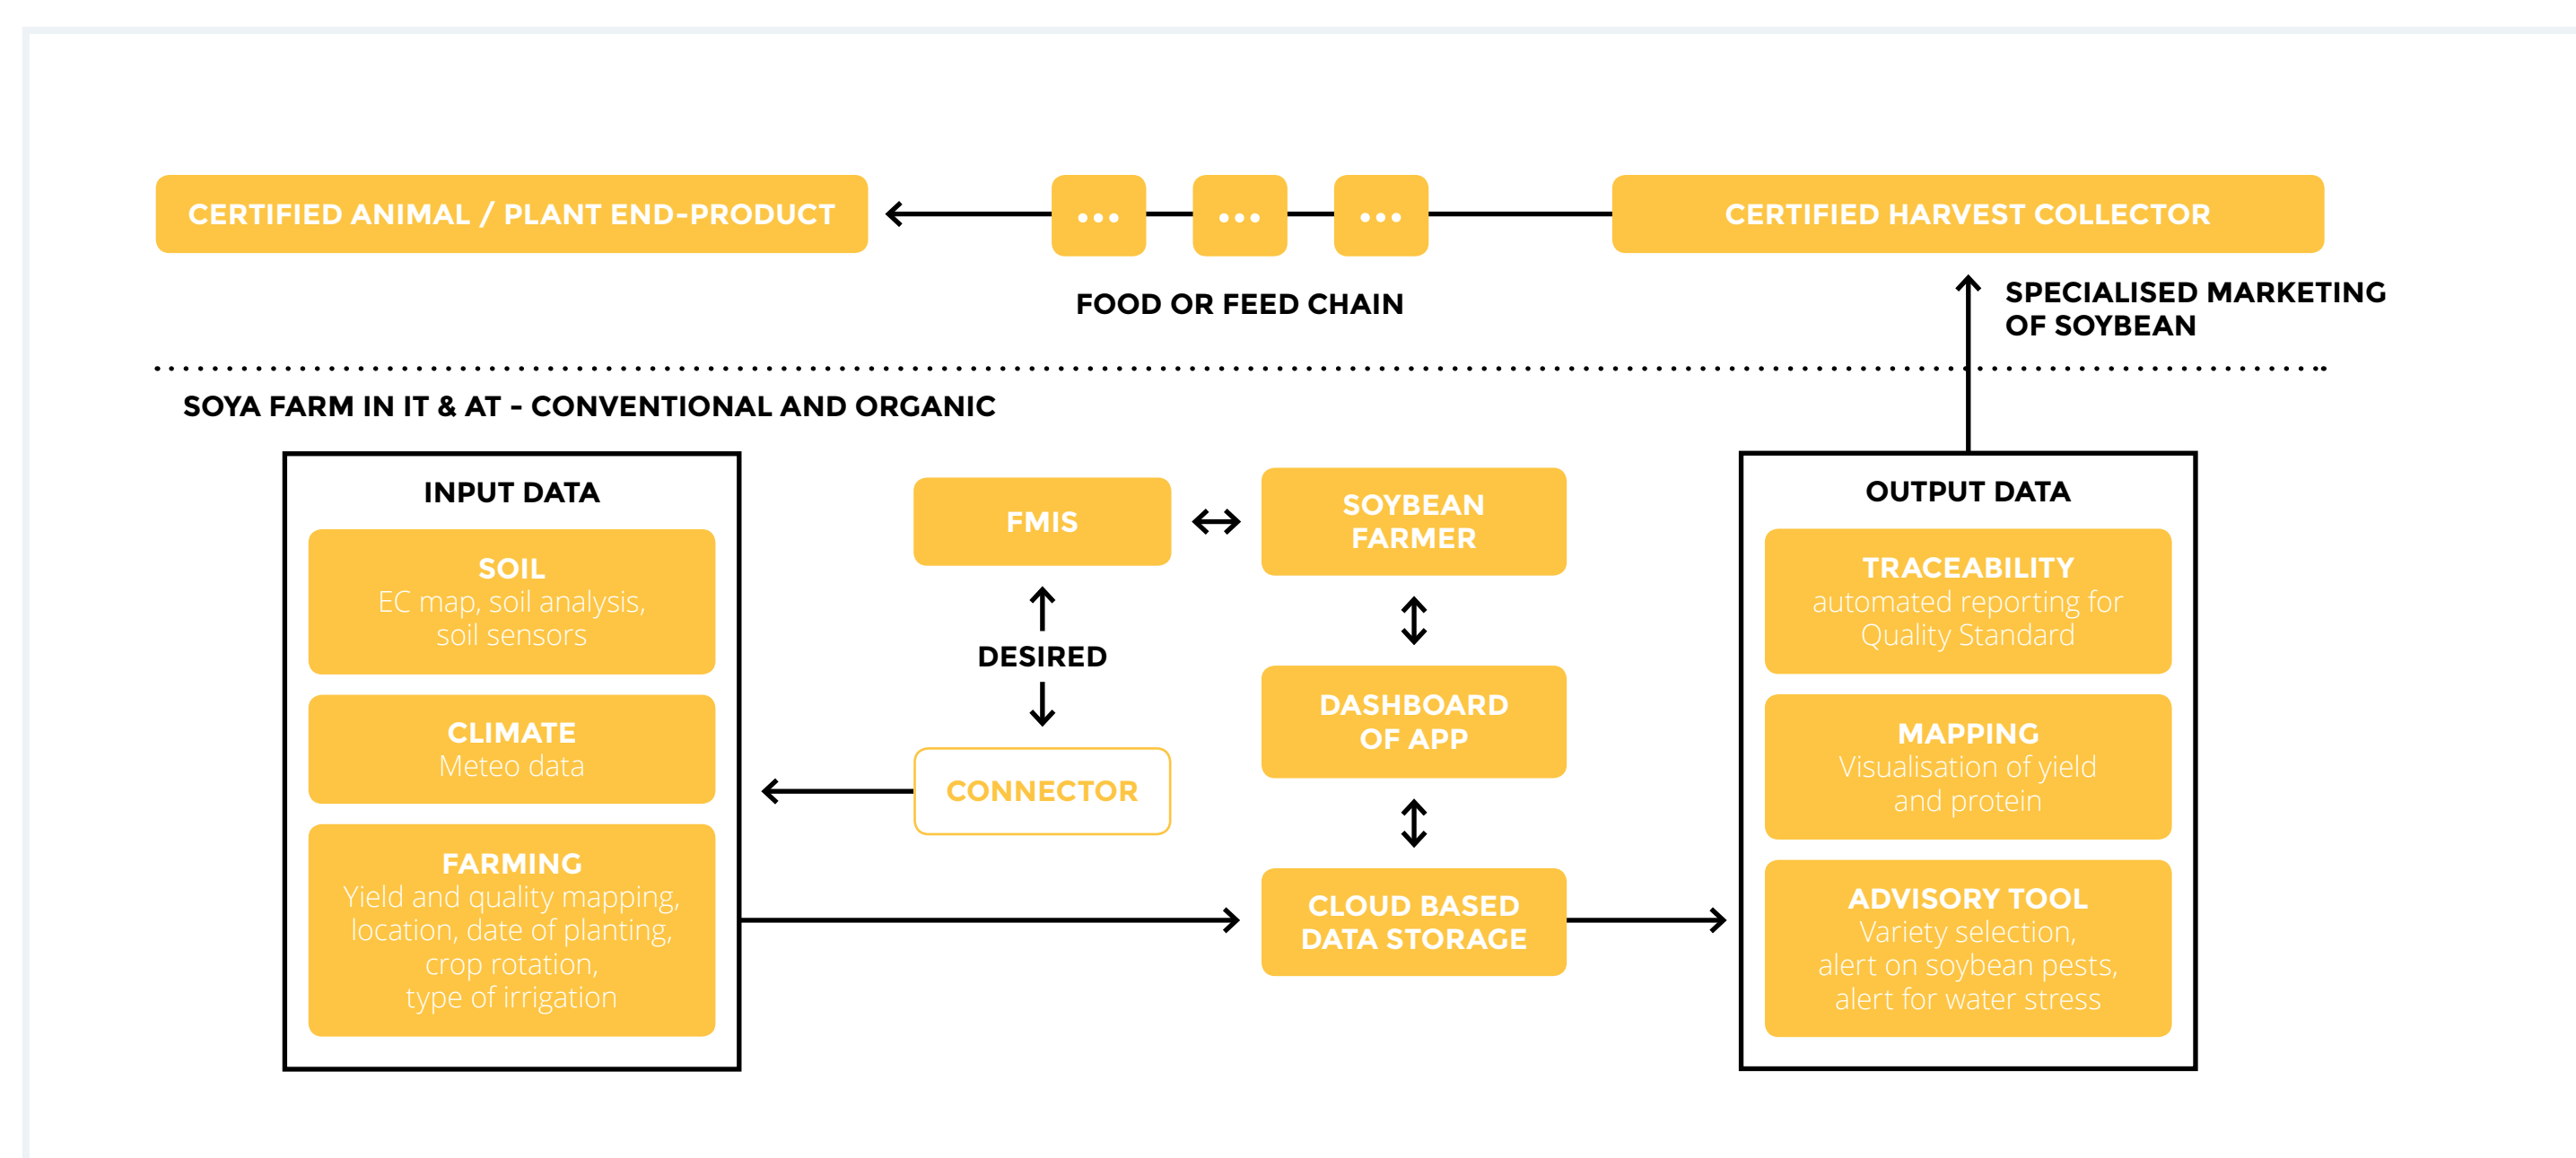 CERTIFIED ANIMAL / PLANT END-PRODUCT
...
...
...
CERTIFIED HARVEST COLLECTOR
FOOD OR FEED CHAIN
SPECIALISED MARKETING
OF SOYBEAN
SOYA FARM IN IT & AT - CONVENTIONAL AND ORGANIC
INPUT DATA
SOIL
EC map, soil analysis,
soil sensors
CLIMATE
Meteo data
FARMING
Yield and quality mapping,
location, date of planting,
crop rotation,
type of irrigation
FMIS
DESIRED
CONNECTOR
SOYBEAN
FARMER
DASHBOARD
OF APP
CLOUD BASED
DATA STORAGE
OUTPUT DATA
TRACEABILITY
automated reporting for
Quality Standard
MAPPING
Visualisation of yield
and protein
ADVISORY TOOL
Variety selection,
alert on soybean pests,
alert for water stress